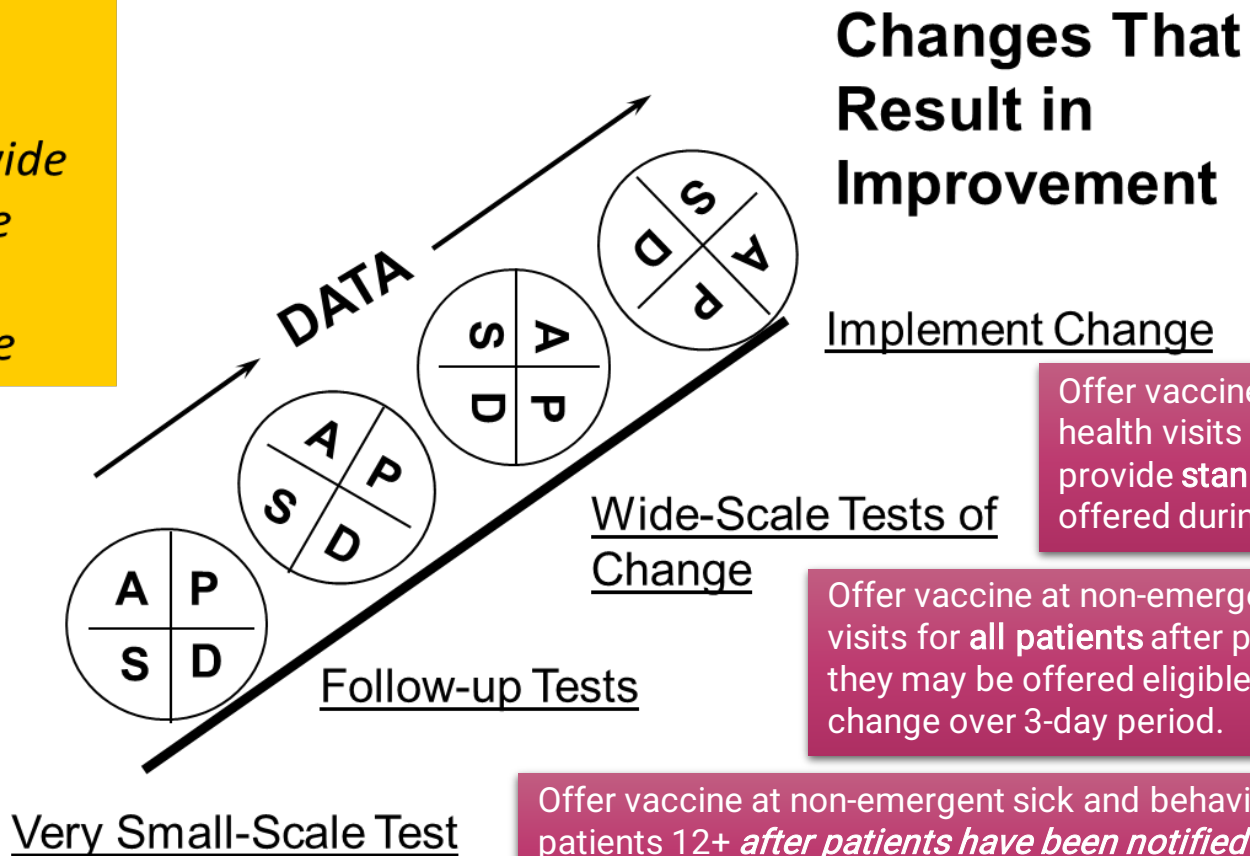 Changes That
Result in
Improvement
DATA
S
A
D
P
S
A
D
P
A
P
S
D
A
P
S
D
Implement Change
Offer vaccine
health visits
provide stan
offered durin
Wide-Scale Tests of
Change
Offer vaccine at non-emerge
visits for all patients after p
they may be offered eligible
change over 3-day period.
Follow-up Tests
Very Small-Scale Test
Offer vaccine at non-emergent sick and behavi
patients 12+ after patients have been notified